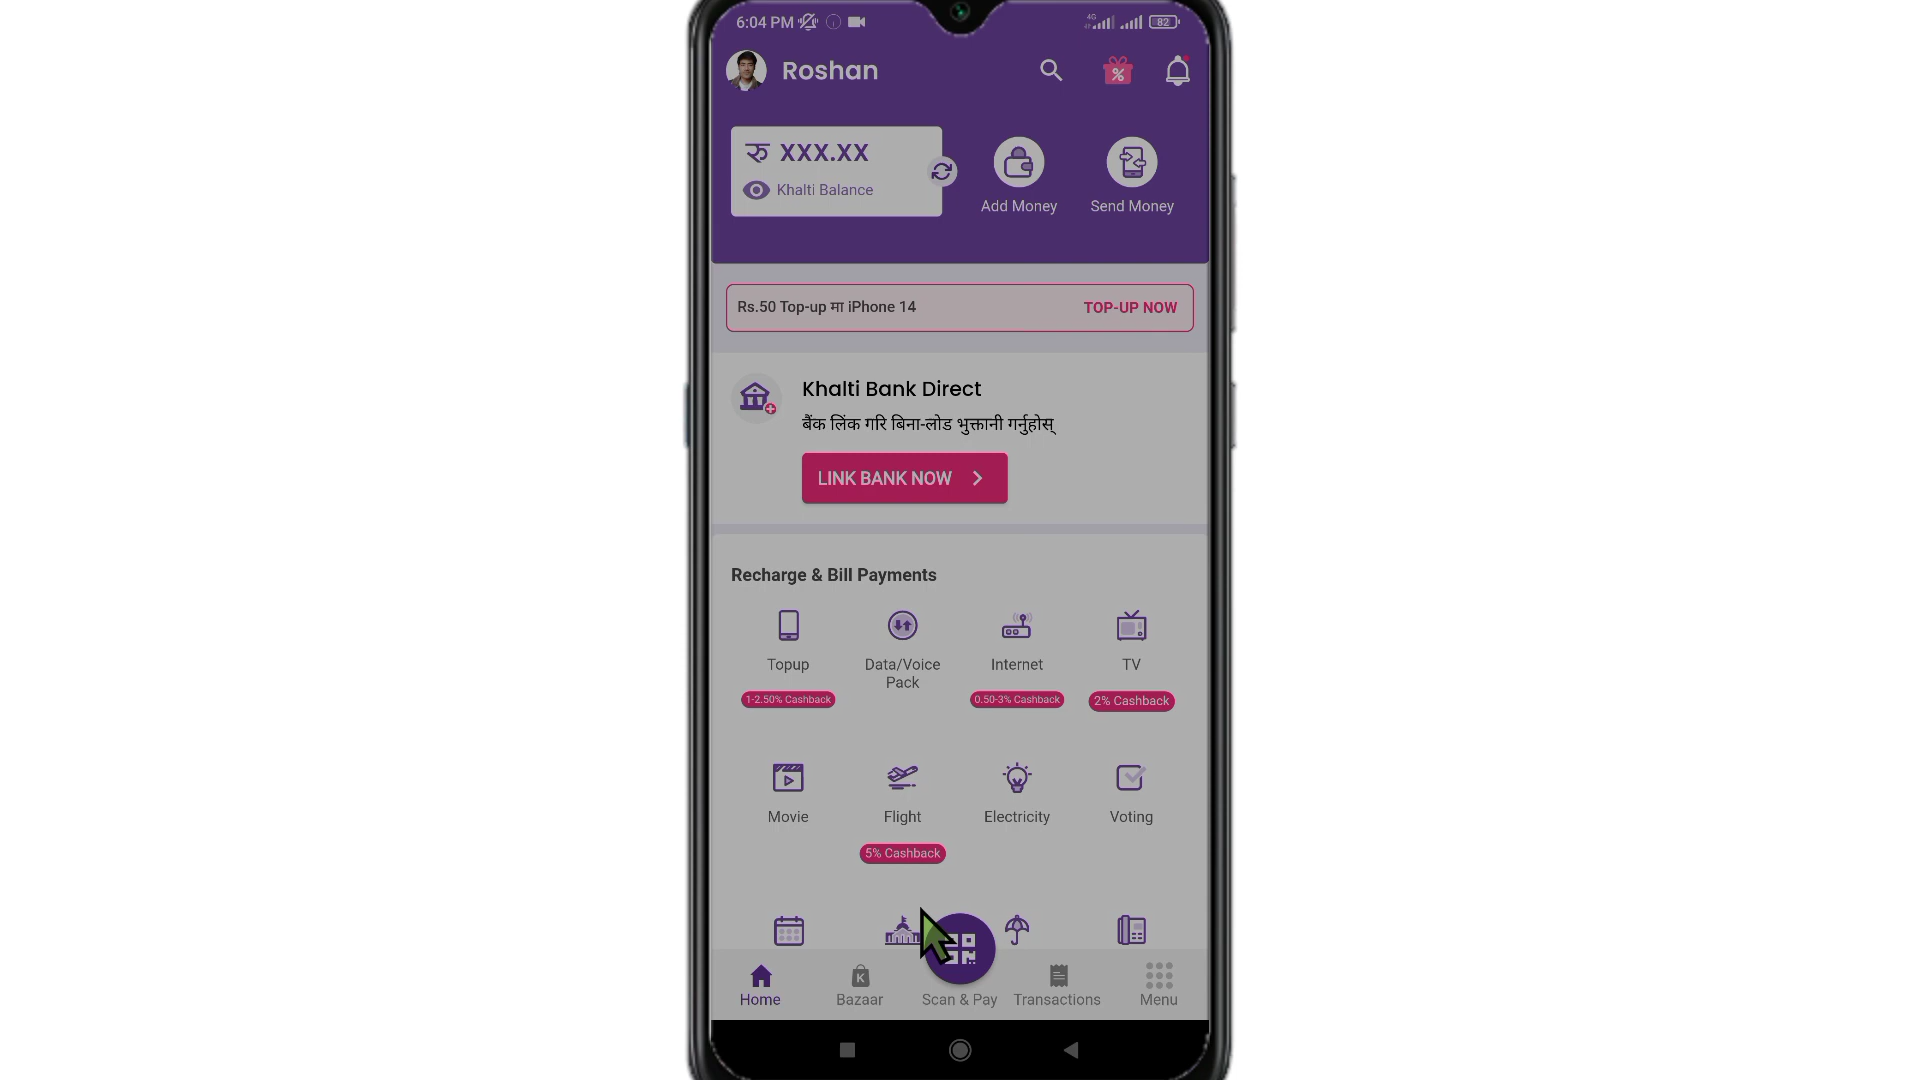 6:04 PM
4G
82
Roshan
%
रु XXX.XX
Khalti Balance
Add Money
Send Money
Rs.50 Top-up मा iPhone 14
TOP-UP NOW
Khalti Bank Direct
बैंक लिंक गरि बिना-लोड भुक्तानी गर्नुहोस्
LINK BANK NOW
Recharge & Bill Payments
Topup
Data/Voice
Pack
Internet
TV
1-2.50% Cashback
0.50-3% Cashback
2% Cashback
Movie
Flight
Electricity
Voting
5% Cashback
K
Home
Bazaar
Scan & Pay
Transactions
Menu